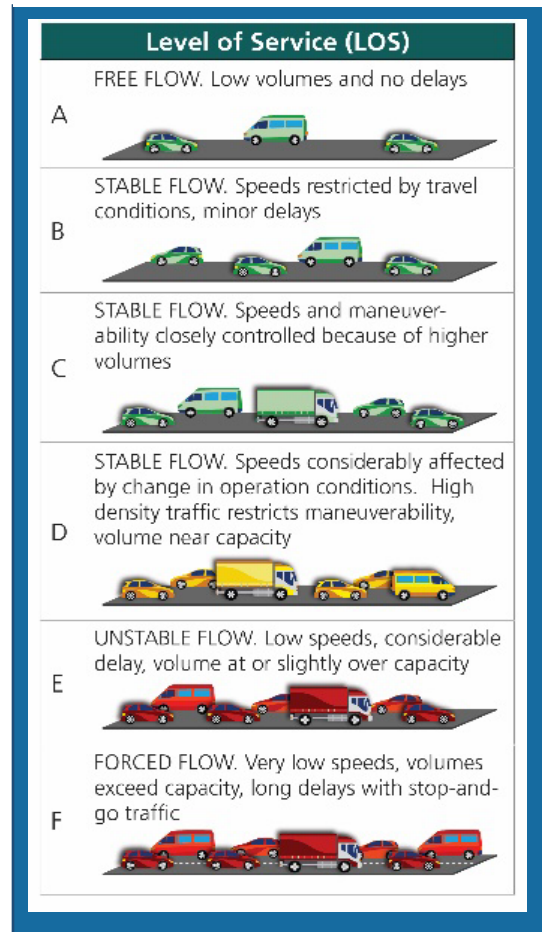 Level of Service (LOS)
A
FREE FLOW. Low volumes and no delays
B
STABLE FLOW. Speeds restricted by travel
conditions, minor delays
C
STABLE FLOW. Speeds and maneuver-
ability closely controlled because of higher
volumes
D
STABLE FLOW. Speeds considerably affected
by change in operation conditions.  High
density traffic restricts maneuverability,
volume near capacity
E
UNSTABLE FLOW. Low speeds, considerable
delay, volume at or slightly over capacity
F
FORCED FLOW. Very low speeds, volumes
exceed capacity, long delays with stop-and-
go traffic